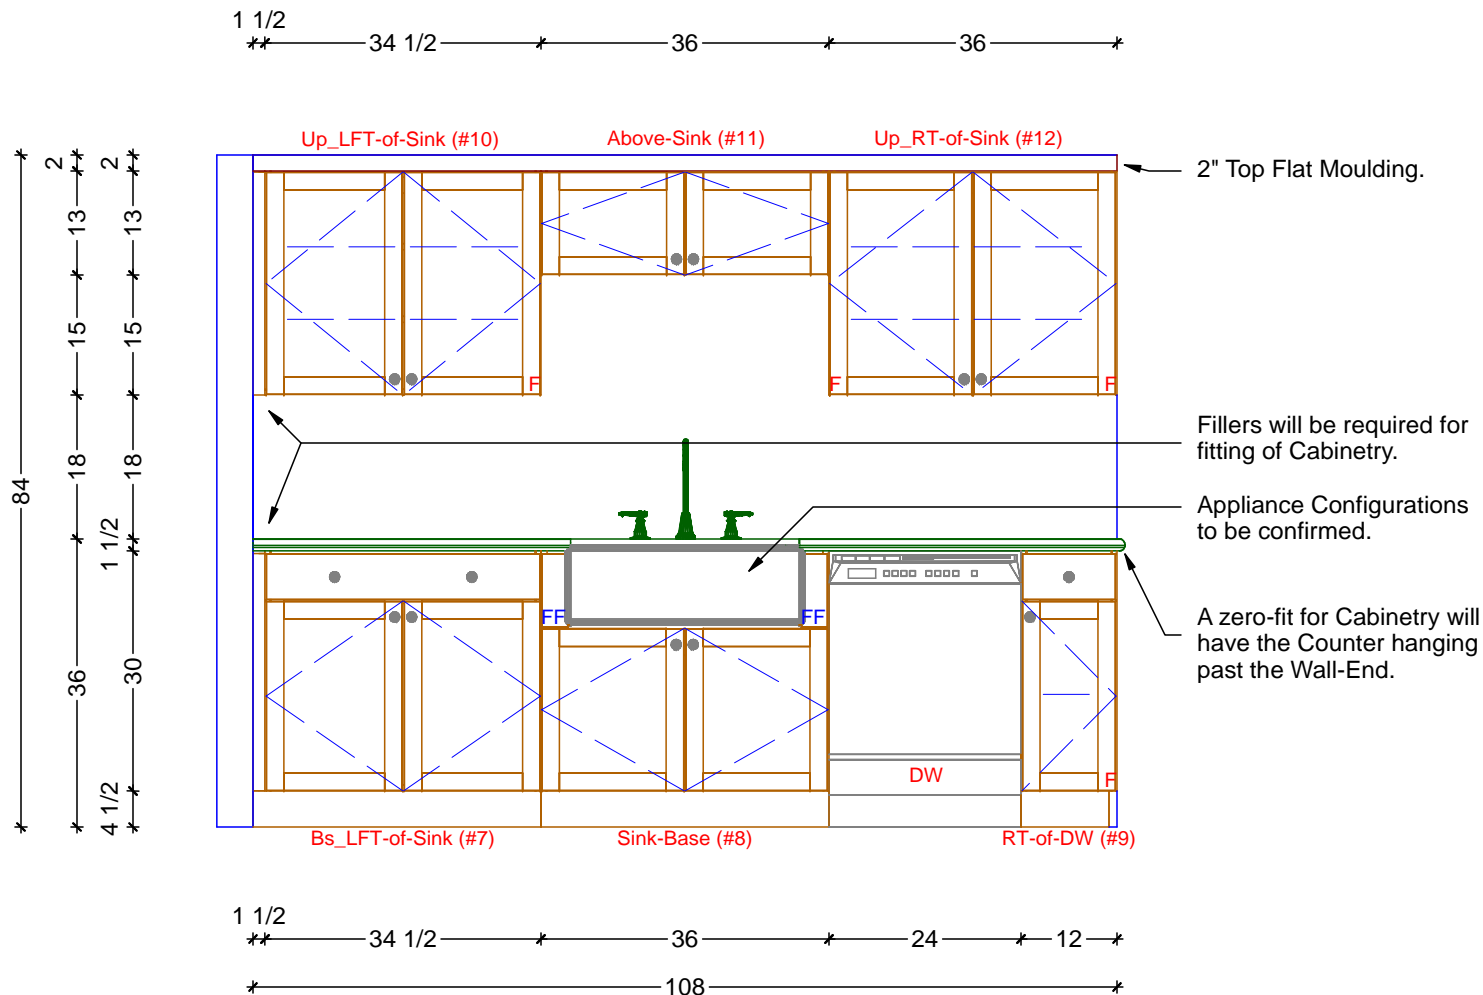 1 1/2
34 1/2
36
36
Up_LFT-of-Sink (#10)
Above-Sink (#11)
Up_RT-of-Sink (#12)
2
2
13
13
15
15
18
18
84
1 1/2
36
30
4 1/2
2" Top Flat Moulding.
F
F
F
Fillers will be required for
fitting of Cabinetry.
Appliance Configurations
to be confirmed.
FF
FF
A zero-fit for Cabinetry will
have the Counter hanging
past the Wall-End.
DW
F
Bs_LFT-of-Sink (#7)
Sink-Base (#8)
RT-of-DW (#9)
1 1/2
34 1/2
36
24
12
108